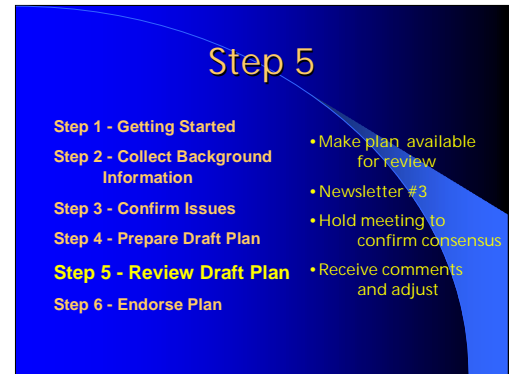 Step 5
Step 1 - Getting Started
Step 2 - Collect Background
Information
Step 3 - Confirm Issues
Step 4 - Prepare Draft Plan
Step 5 - Review Draft Plan
Step 6 - Endorse Plan
• Make plan available
for review
• Newsletter #3
• Hold meeting to
confirm consensus
• Receive comments
and adjust